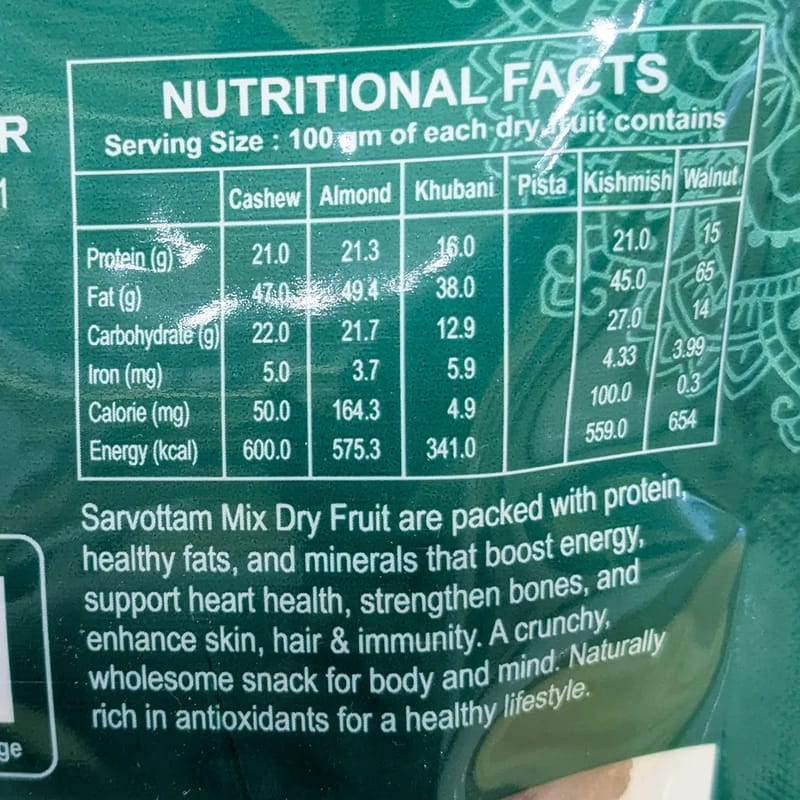 R
1
NUTRITIONAL FACTS
Serving Size : 100 gm of each dry fruit contains
Cashew Almond Khubani Pista Kishmish Walnut
Protein (g) 21.0 21.3 16.0 21.0 15
Fat (g) 47.0 49.4 38.0 45.0 65
Carbohydrate (g) 22.0 21.7 12.9 27.0 14
Iron (mg) 5.0 3.7 5.9 4.33 3.99
Calorie (mg) 50.0 164.3 4.9 100.0 0.3
Energy (kcal) 600.0 575.3 341.0 559.0 654
Sarvottam Mix Dry Fruit are packed with protein,
healthy fats, and minerals that boost energy,
support heart health, strengthen bones, and
enhance skin, hair & immunity. A crunchy,
wholesome snack for body and mind. Naturally
rich in antioxidants for a healthy lifestyle.
ge